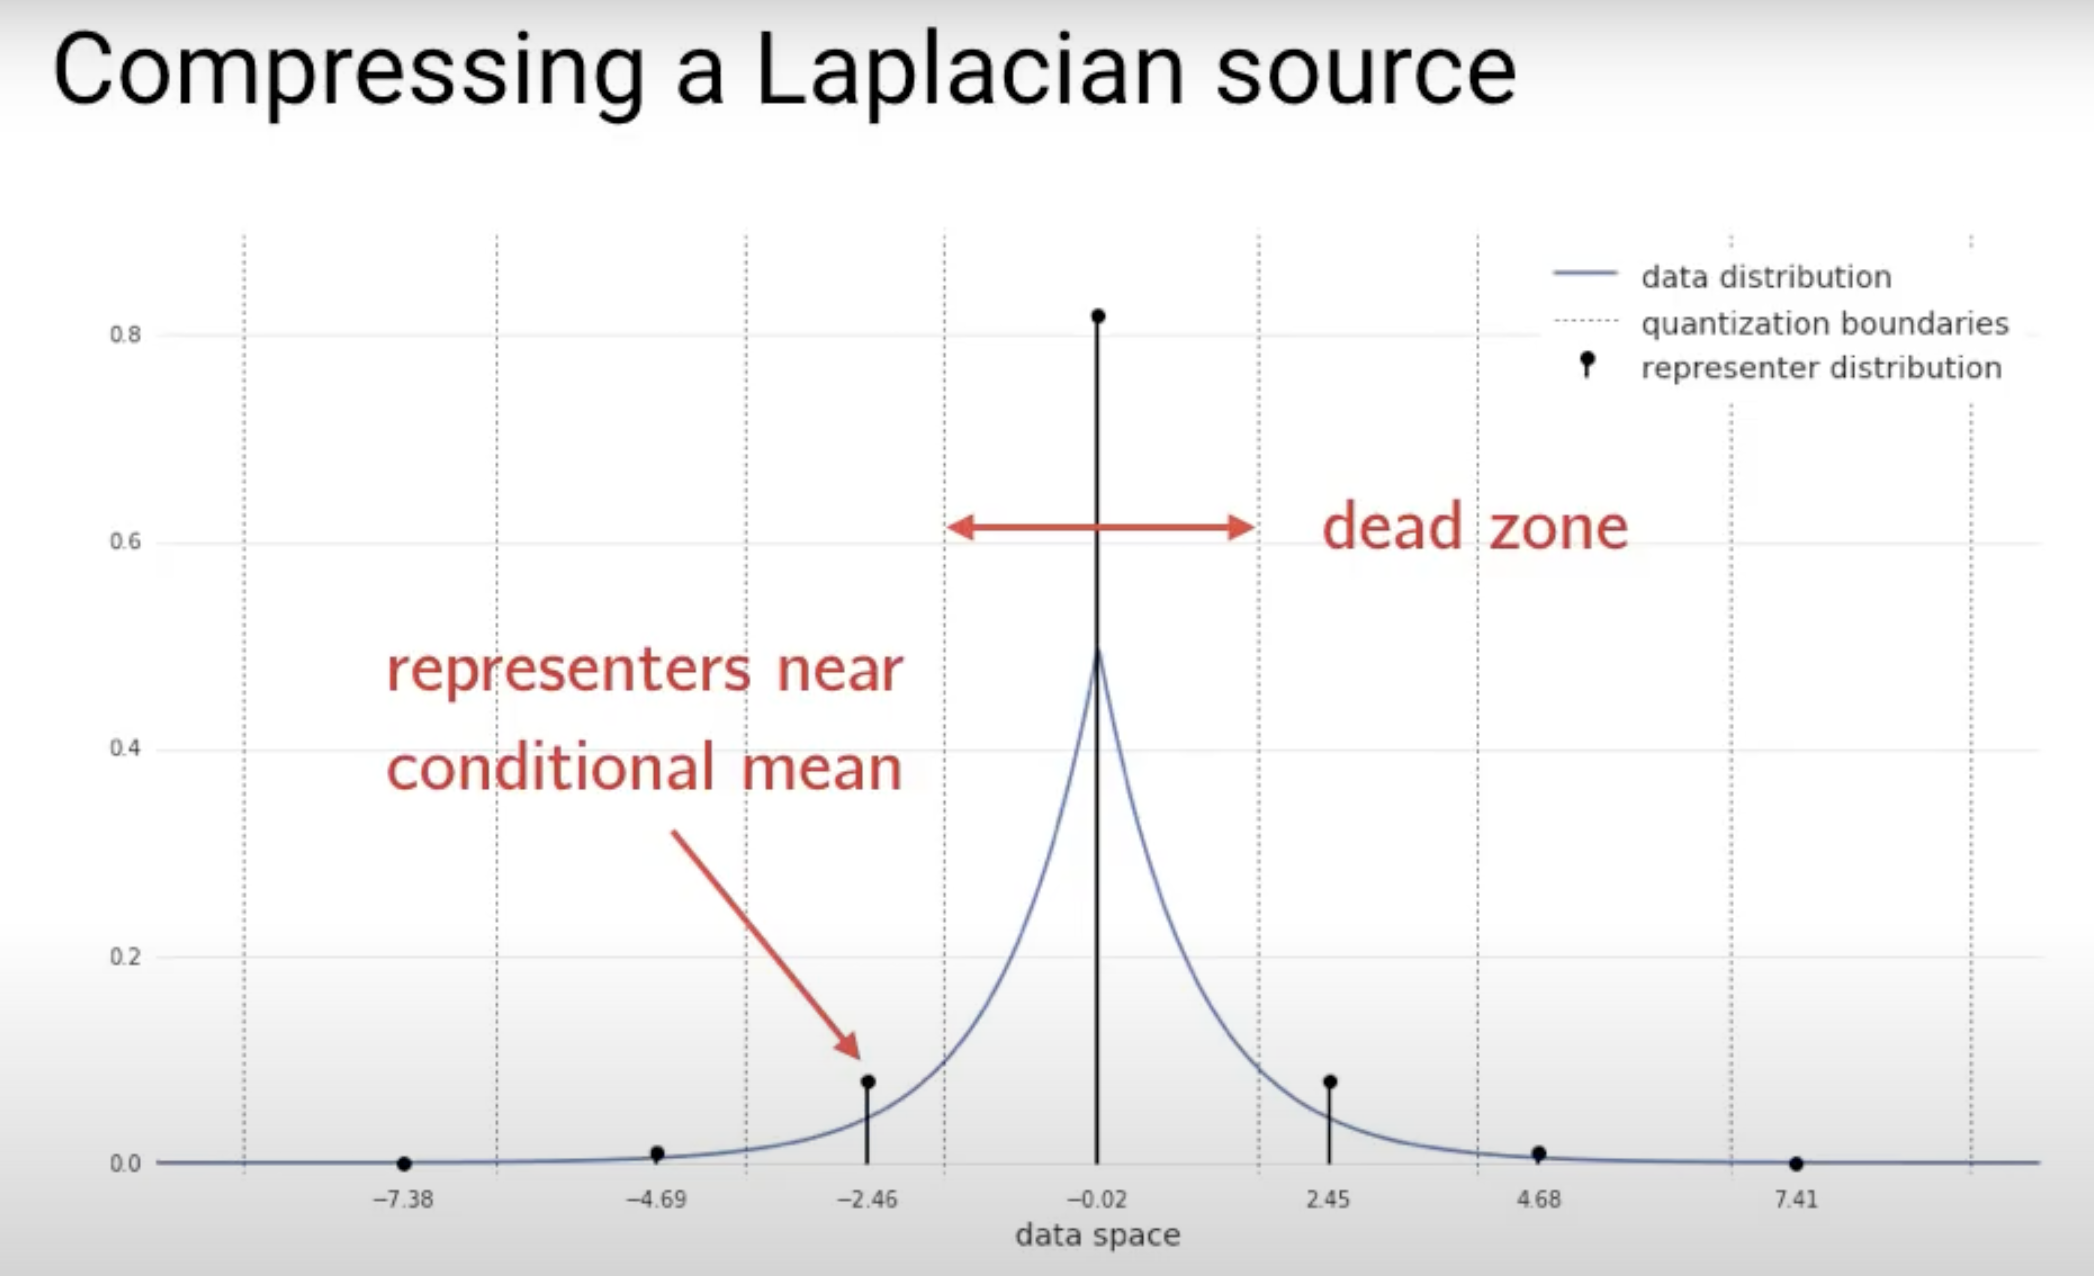 Compressing a Laplacian source
data distribution
quantization boundaries
representer distribution
0.8
dead zone
0.6
representers near
conditional mean
0.4
0.2
0.0
−7.38 −4.69 −2.46 −0.02 2.45 4.68 7.41
data space